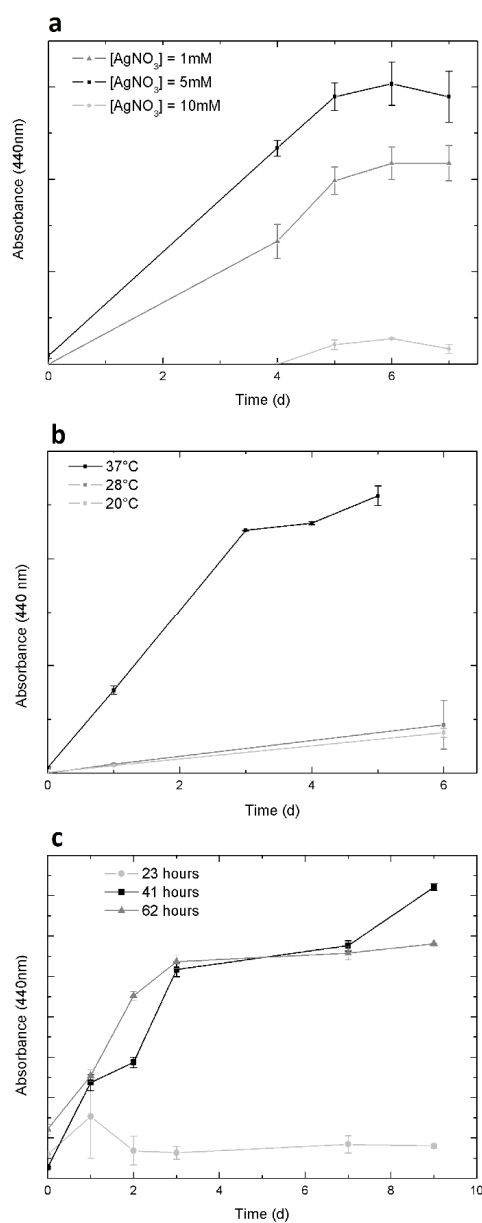 a
[AgNO3] = 1mM
[AgNO3] = 5mM
[AgNO3] = 10mM
Absorbance (440nm)
0
4
6
Time (d)
b
37°C
28°C
20°C
Absorbance (440 nm)
0
2
4
6
Time (d)
c
23 hours
41 hours
62 hours
Absorbance (440nm)
0
2
4
6
8
10
Time (d)